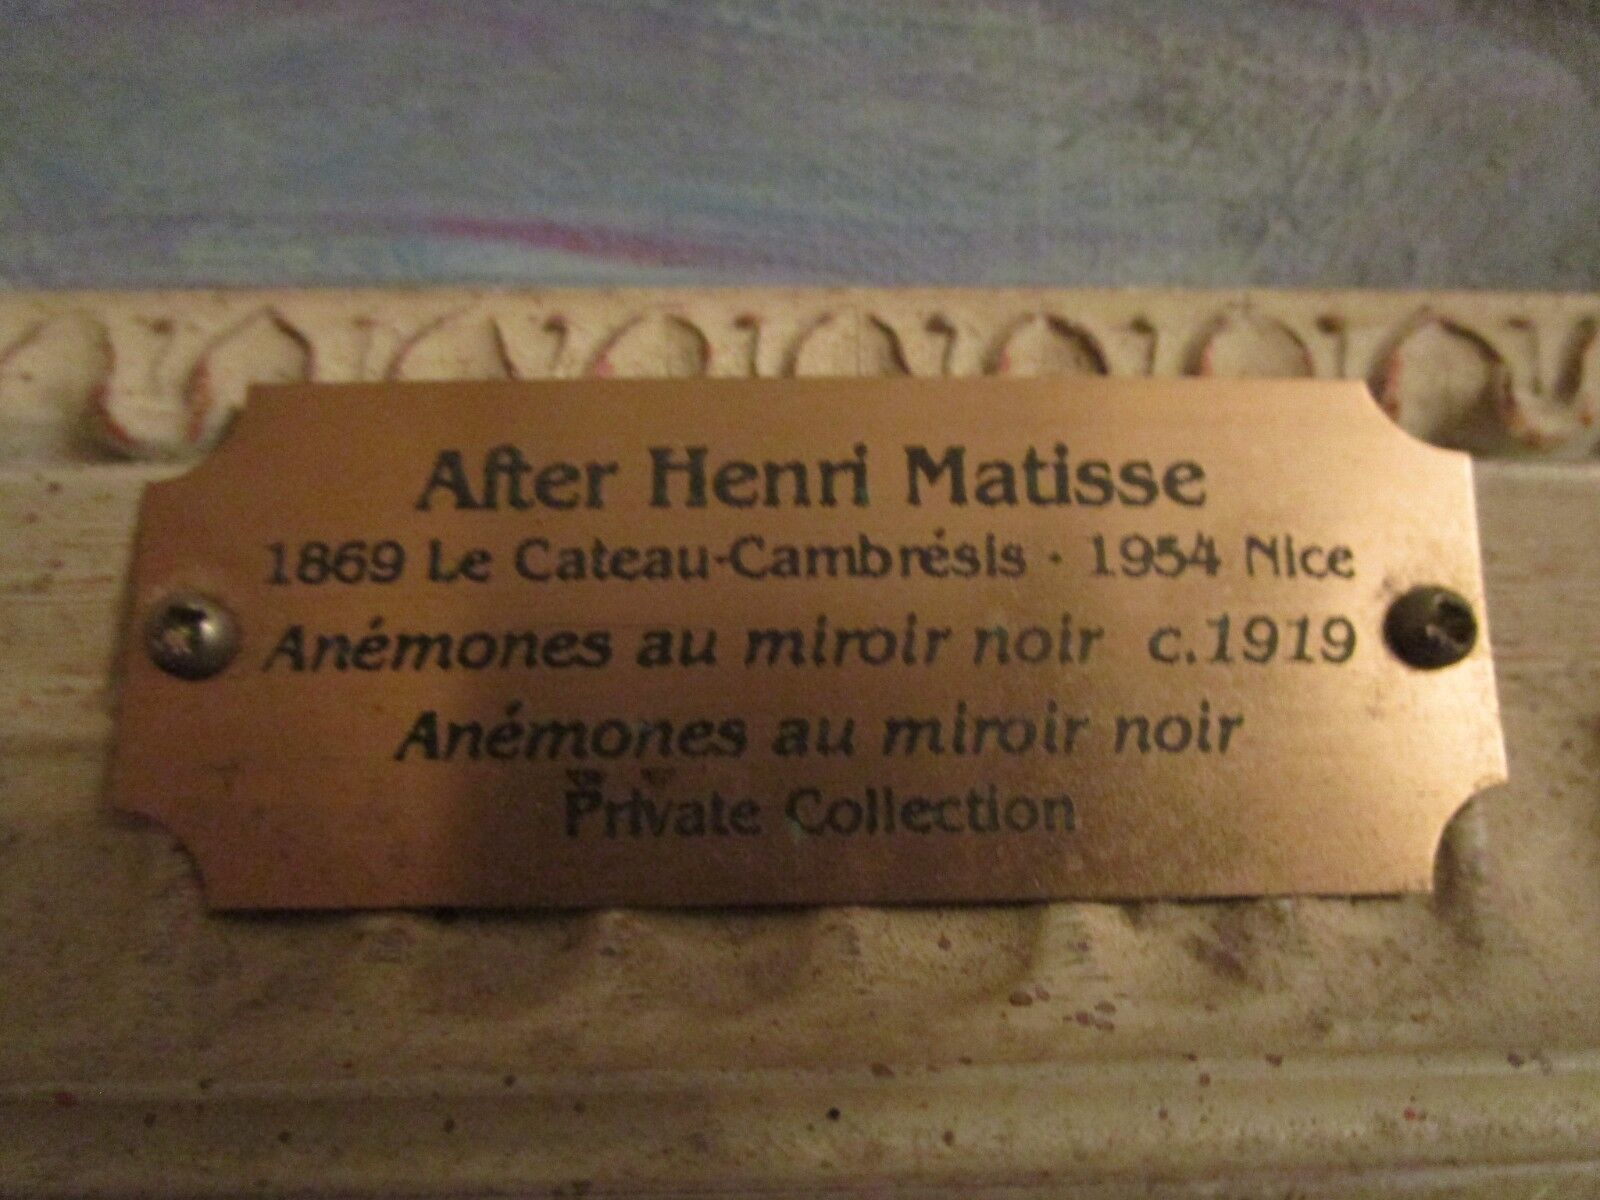 After Henri Matisse
1869 Le Cateau-Cambrésis · 1954 Nice
Anémones au miroir noir c.1919
Anémones au miroir noir
Private Collection